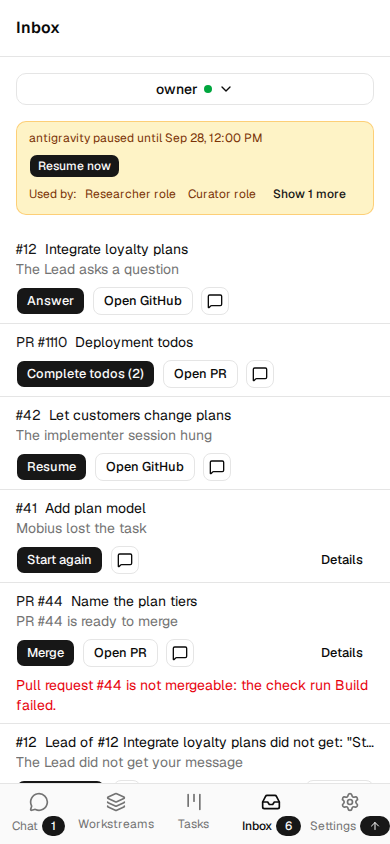 Inbox
owner
antigravity paused until Sep 28, 12:00 PM
Resume now
Used by: Researcher role Curator role Show 1 more
#12 Integrate loyalty plans
The Lead asks a question
Answer Open GitHub
PR #1110 Deployment todos
Complete todos (2) Open PR
#42 Let customers change plans
The implementer session hung
Resume Open GitHub
#41 Add plan model
Mobius lost the task
Start again Details
PR #44 Name the plan tiers
PR #44 is ready to merge
Merge Open PR Details
Pull request #44 is not mergeable: the check run Build
failed.
#12 Lead of #12 Integrate loyalty plans did not get: "St…
The Lead did not get your message
Chat 1 Workstreams Tasks Inbox 6 Settings ↑